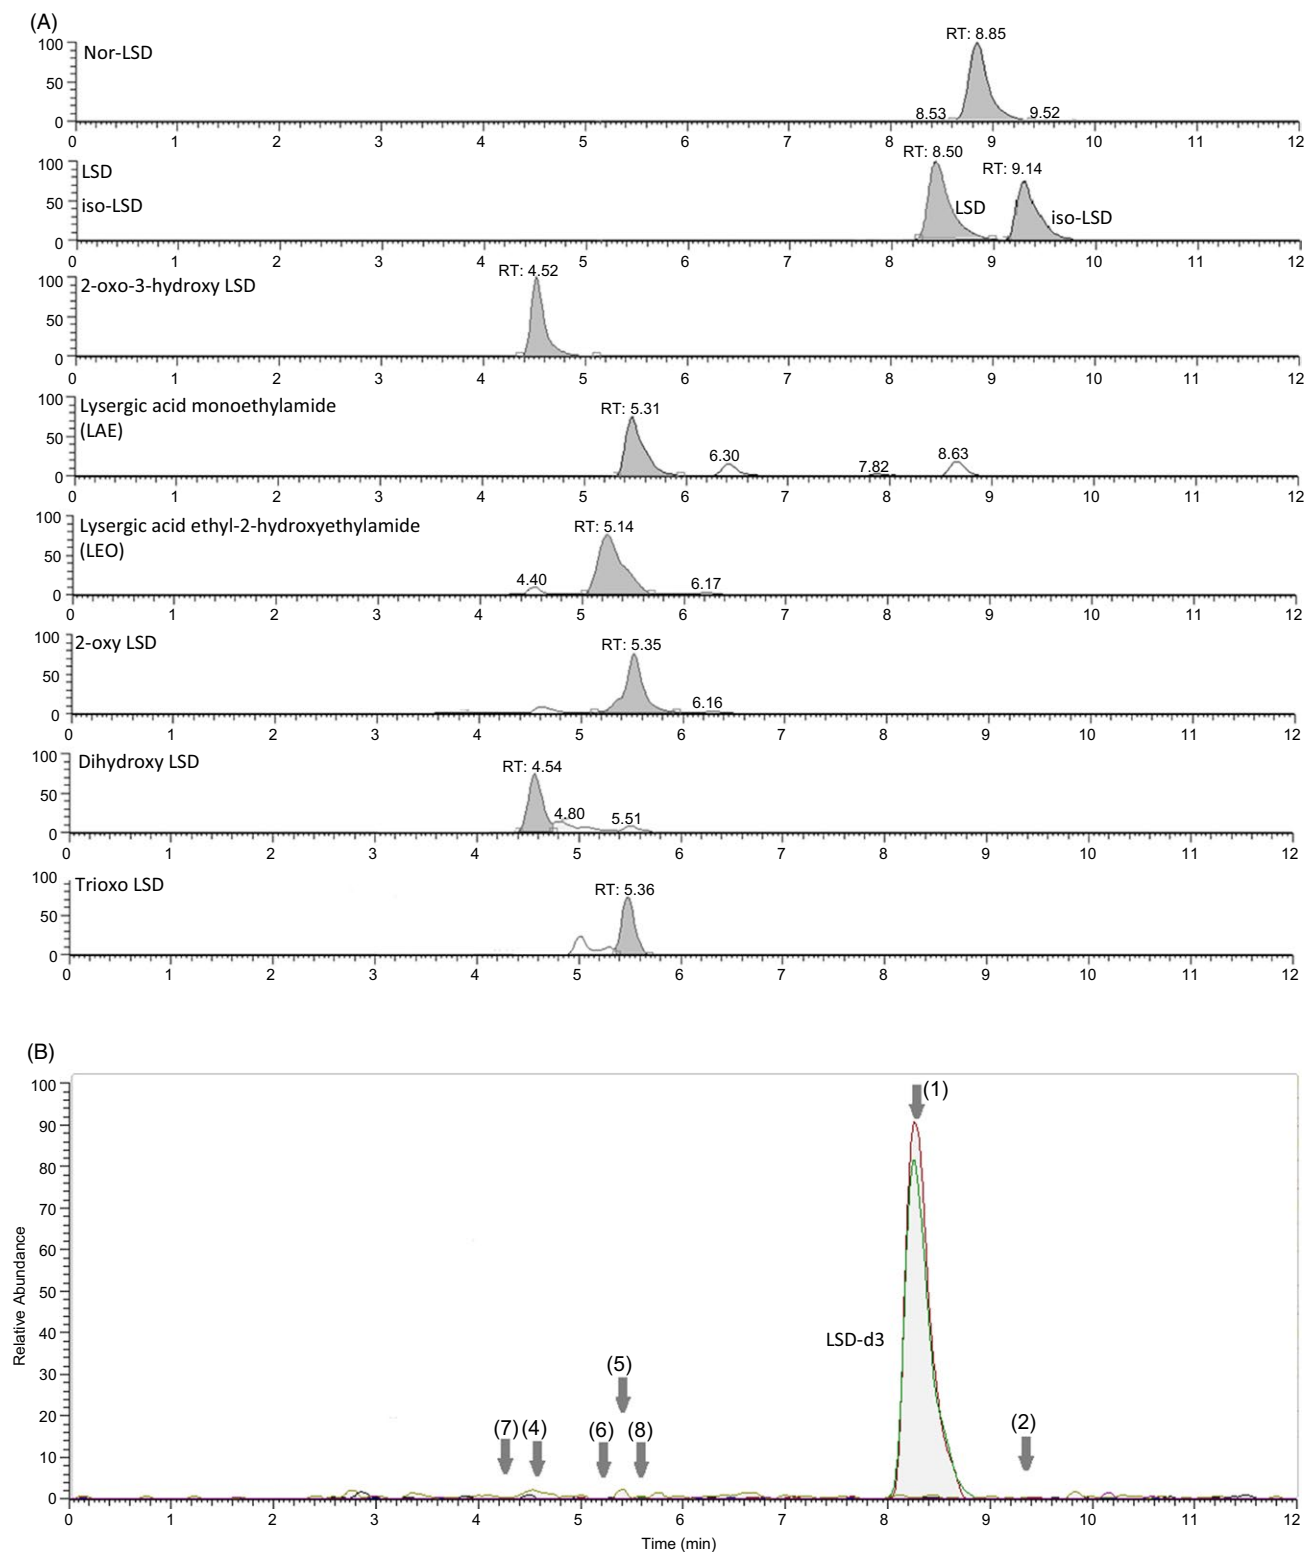 (A)
Nor-LSD
RT: 8.85
8.53
9.52
100
50
0
0 1 2 3 4 5 6 7 8 9 10 11 12
LSD
iso-LSD
RT: 8.50
RT: 9.14
LSD
iso-LSD
100
50
0
0 1 2 3 4 5 6 7 8 9 10 11 12
2-oxo-3-hydroxy LSD
RT: 4.52
100
50
0
0 1 2 3 4 5 6 7 8 9 10 11 12
Lysergic acid monoethylamide
(LAE)
RT: 5.31
6.30
7.82
8.63
100
50
0
0 1 2 3 4 5 6 7 8 9 10 11 12
Lysergic acid ethyl-2-hydroxyethylamide
(LEO)
RT: 5.14
4.40
6.17
100
50
0
0 1 2 3 4 5 6 7 8 9 10 11 12
2-oxy LSD
RT: 5.35
6.16
100
50
0
0 1 2 3 4 5 6 7 8 9 10 11 12
Dihydroxy LSD
RT: 4.54
4.80
5.51
100
50
0
0 1 2 3 4 5 6 7 8 9 10 11 12
Trioxo LSD
RT: 5.36
100
50
0
0 1 2 3 4 5 6 7 8 9 10 11 12
(B)
Relative Abundance
100
90
80
70
60
50
40
30
20
10
0
(1)
LSD-d3
(5)
(7) (4) (6) (8) (2)
0 1 2 3 4 5 6 7 8 9 10 11 12
Time (min)